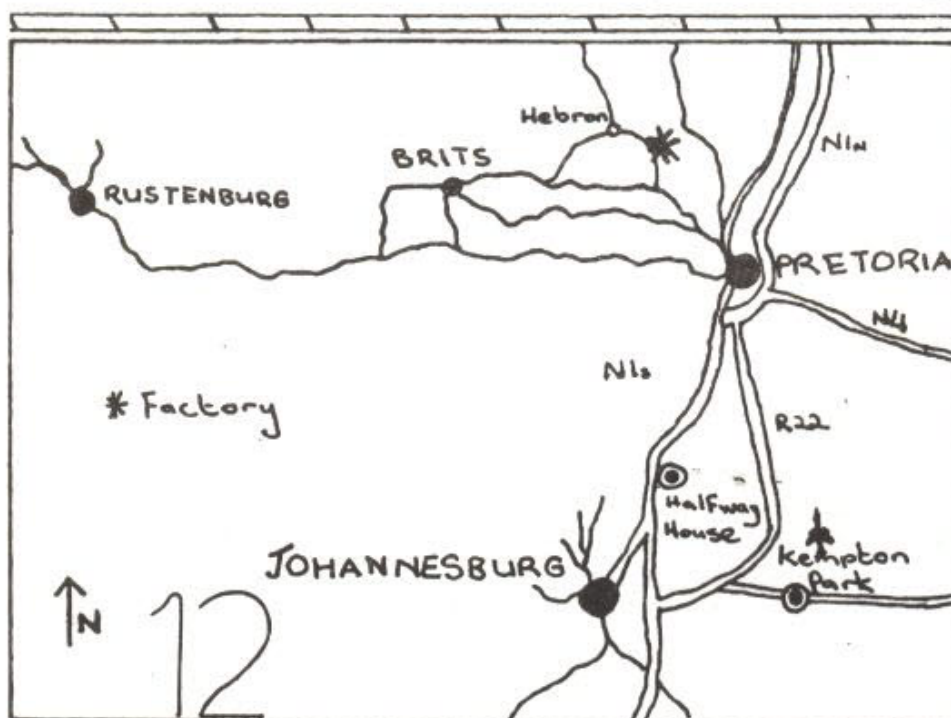 Hebron
N1N
BRITS
RUSTENBURG
PRETORIA
N4
N1S
* Factory
R22
Halfway
House
JOHANNESBURG
Kempton
Park
N
12